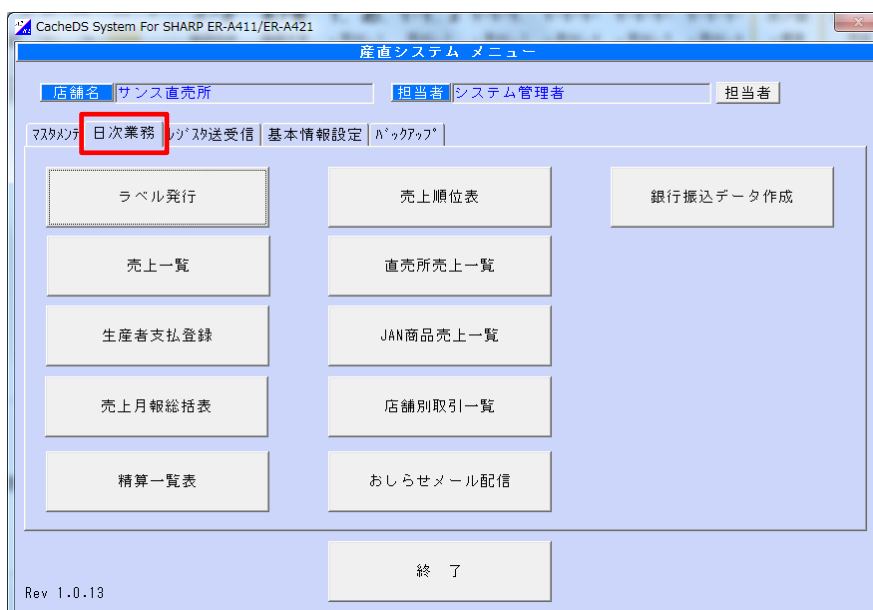 CacheDS System For SHARP ER-A411/ER-A421
産直システム メニュー
店舗名 サンス直売所 担当者 システム管理者 担当者
ﾏｽﾀﾒﾝﾃ 日次業務 ﾚｼﾞｽﾀ送受信 基本情報設定 ﾊﾞｯｸｱｯﾌﾟ
ラベル発行 売上順位表 銀行振込データ作成
売上一覧 直売所売上一覧
生産者支払登録 JAN商品売上一覧
売上月報総括表 店舗別取引一覧
精算一覧表 おしらせメール配信
終 了
Rev 1.0.13